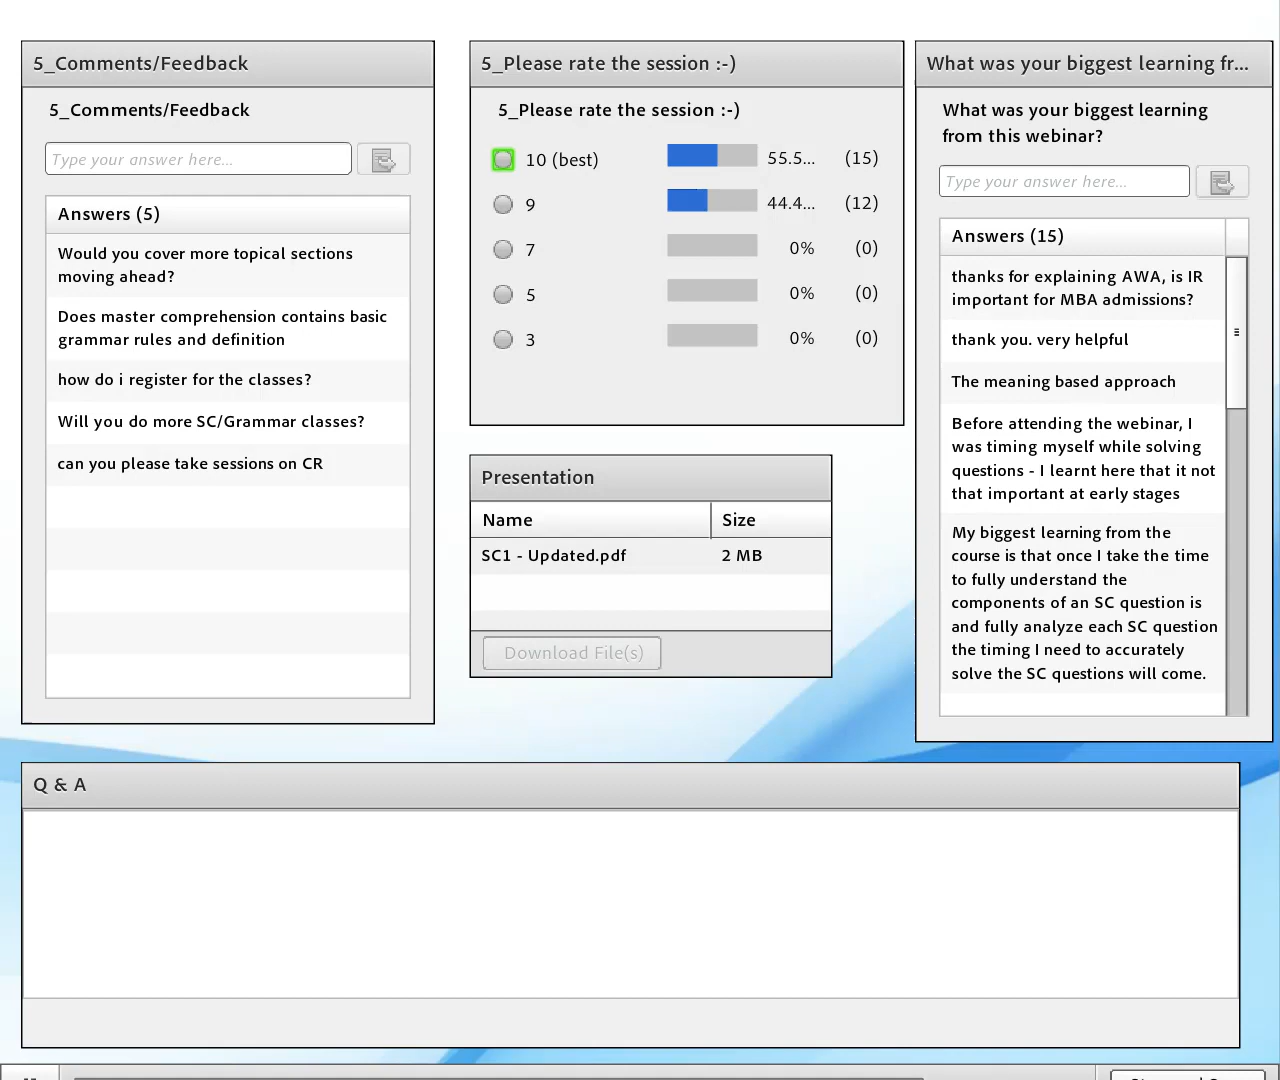 5_Comments/Feedback
5_Comments/Feedback
Type your answer here...
Answers (5)
Would you cover more topical sections
moving ahead?
Does master comprehension contains basic
grammar rules and definition
how do i register for the classes?
Will you do more SC/Grammar classes?
can you please take sessions on CR
5_Please rate the session :-)
5_Please rate the session :-)
10 (best) 55.5... (15)
9 44.4... (12)
7 0% (0)
5 0% (0)
3 0% (0)
Presentation
Name Size
SC1 - Updated.pdf 2 MB
Download File(s)
What was your biggest learning fr...
What was your biggest learning
from this webinar?
Type your answer here...
Answers (15)
thanks for explaining AWA, is IR
important for MBA admissions?
thank you. very helpful
The meaning based approach
Before attending the webinar, I
was timing myself while solving
questions - I learnt here that it not
that important at early stages
My biggest learning from the
course is that once I take the time
to fully understand the
components of an SC question is
and fully analyze each SC question
the timing I need to accurately
solve the SC questions will come.
Q & A